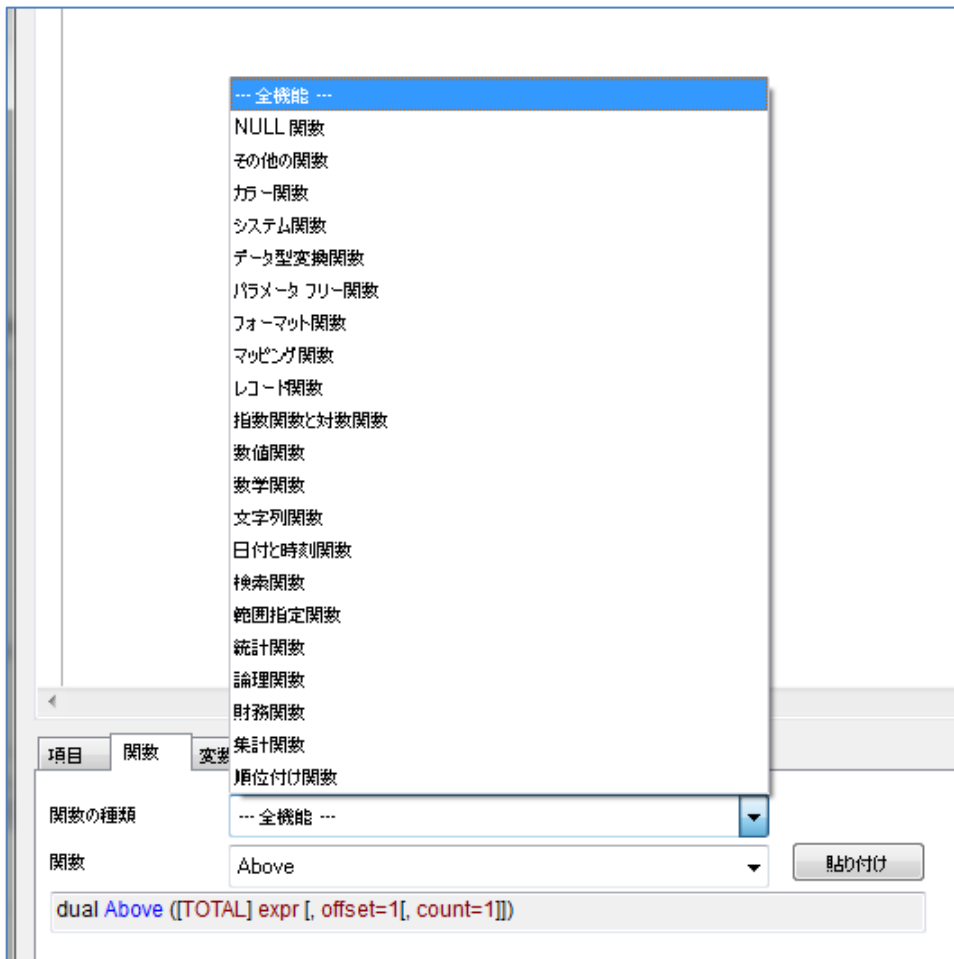 --- 全機能 ---
NULL 関数
その他の関数
カラー関数
システム関数
データ型変換関数
パラメータ フリー関数
フォーマット関数
マッピング関数
レコード関数
指数関数と対数関数
数値関数
数学関数
文字列関数
日付と時刻関数
検索関数
範囲指定関数
統計関数
論理関数
財務関数
集計関数
順位付け関数
項目 関数 変数
関数の種類 --- 全機能 ---
関数 Above 貼り付け
dual Above ([TOTAL] expr [, offset=1[, count=1]])